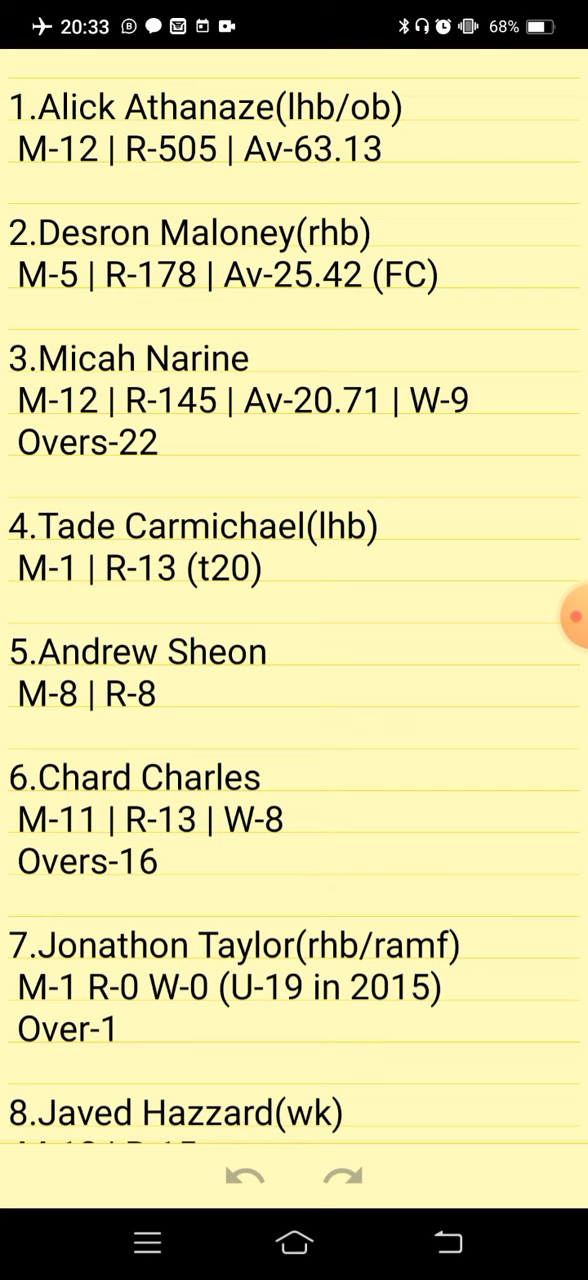 20:33
68%
1.Alick Athanaze(lhb/ob)
M-12 | R-505 | Av-63.13
2.Desron Maloney(rhb)
M-5 | R-178 | Av-25.42 (FC)
3.Micah Narine
M-12 | R-145 | Av-20.71 | W-9
Overs-22
4.Tade Carmichael(lhb)
M-1 | R-13 (t20)
5.Andrew Sheon
M-8 | R-8
6.Chard Charles
M-11 | R-13 | W-8
Overs-16
7.Jonathon Taylor(rhb/ramf)
M-1 R-0 W-0 (U-19 in 2015)
Over-1
8.Javed Hazzard(wk)